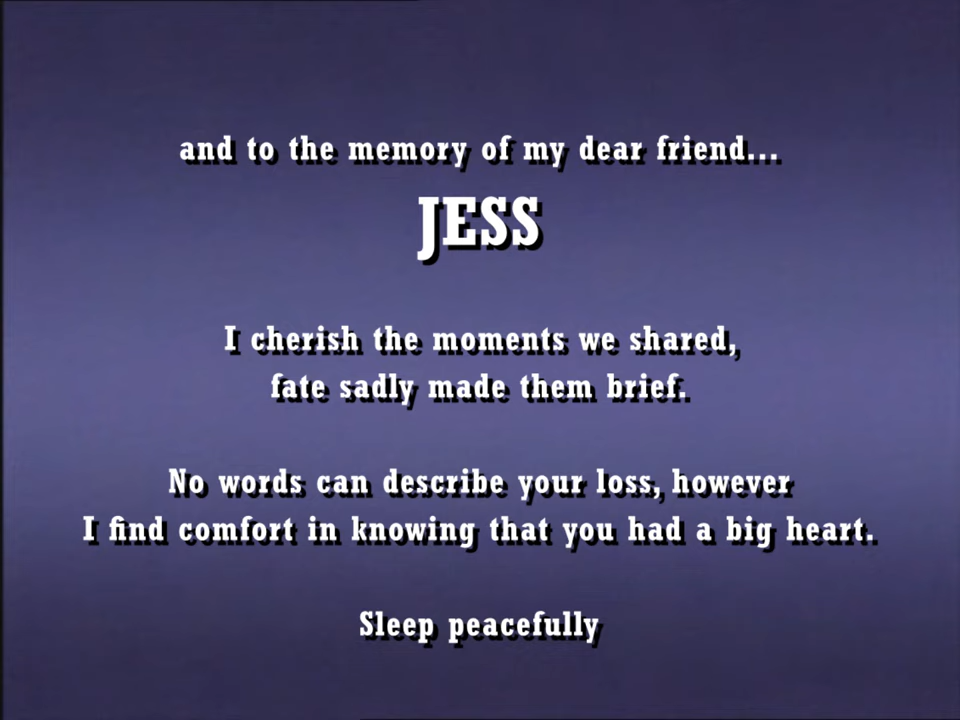 and to the memory of my dear friend...
JESS
I cherish the moments we shared,
fate sadly made them brief.
No words can describe your loss, however
I find comfort in knowing that you had a big heart.
Sleep peacefully